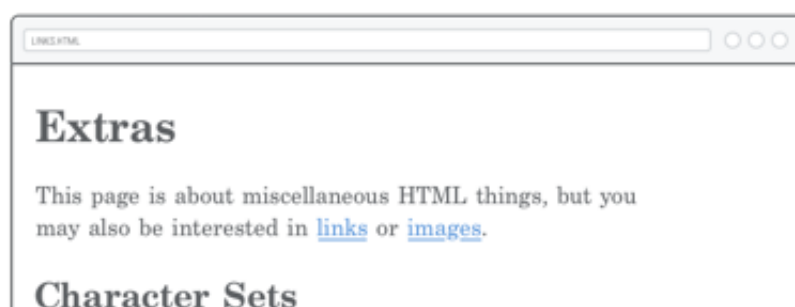 LINKS.HTML
Extras
This page is about miscellaneous HTML things, but you
may also be interested in links or images.
Character Sets